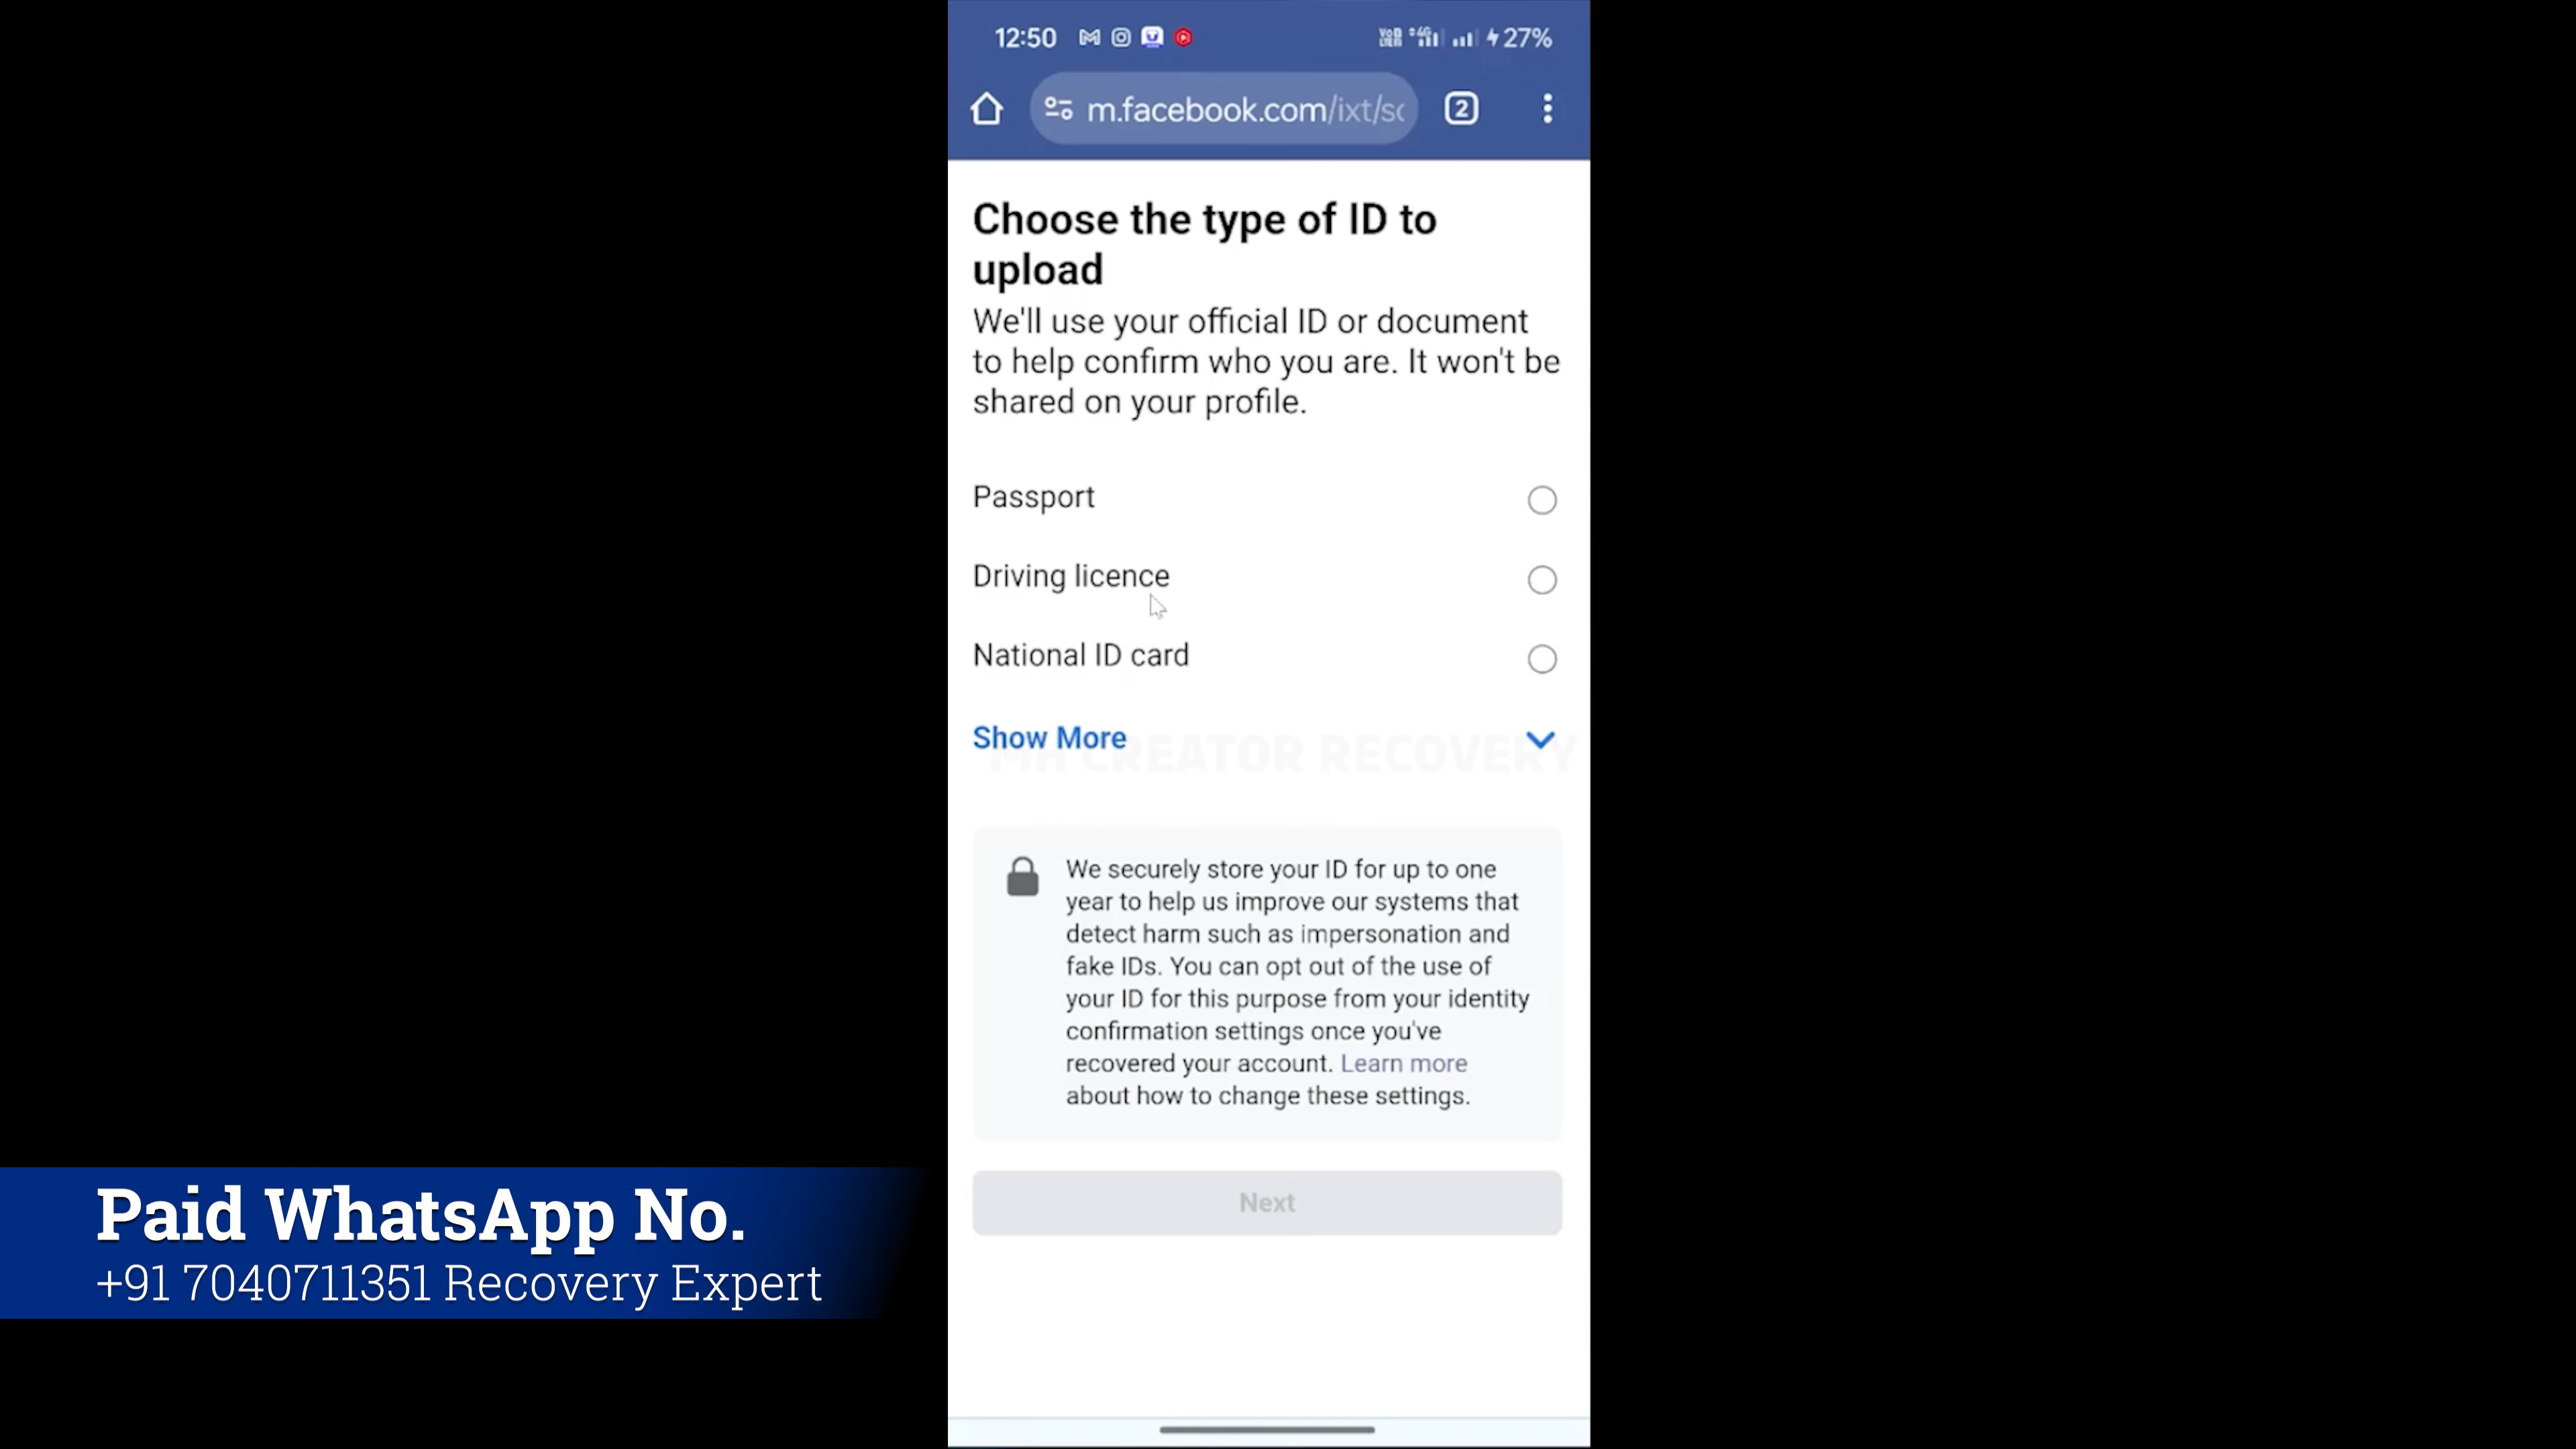 12:50
27%
m.facebook.com/ixt/sc
2
Choose the type of ID to
upload
We'll use your official ID or document
to help confirm who you are. It won't be
shared on your profile.
Passport
Driving licence
National ID card
Show More
MH CREATOR RECOVERY
We securely store your ID for up to one
year to help us improve our systems that
detect harm such as impersonation and
fake IDs. You can opt out of the use of
your ID for this purpose from your identity
confirmation settings once you've
recovered your account. Learn more
about how to change these settings.
Next
Paid WhatsApp No.
+91 7040711351 Recovery Expert